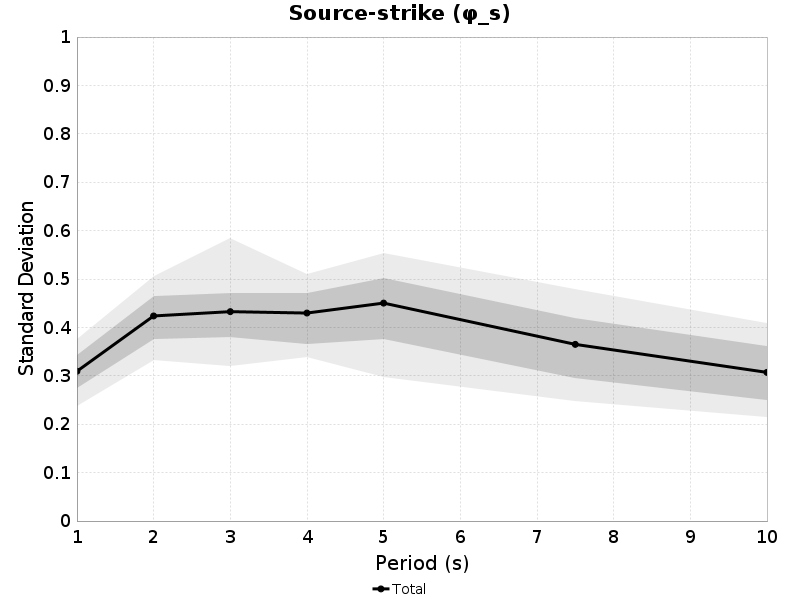 Source-strike (φ_s)
1
0.9
0.8
0.7
0.6
0.5
0.4
0.3
0.2
0.1
0
Standard Deviation
1 2 3 4 5 6 7 8 9 10
Period (s)
Total